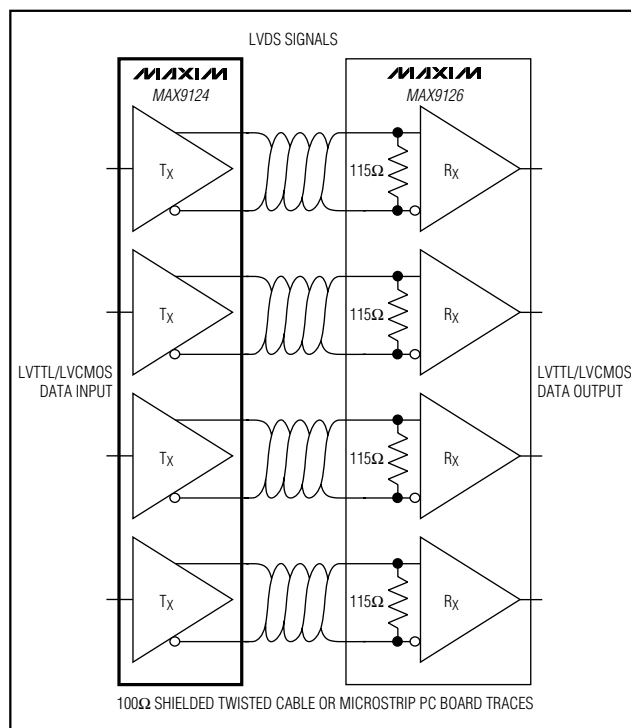 LVDS SIGNALS
MAXIM
MAX9124
MAXIM
MAX9126
TX
115Ω
RX
TX
115Ω
RX
LVTTL/LVCMOS
DATA INPUT
LVTTL/LVCMOS
DATA OUTPUT
TX
115Ω
RX
TX
115Ω
RX
100Ω SHIELDED TWISTED CABLE OR MICROSTRIP PC BOARD TRACES